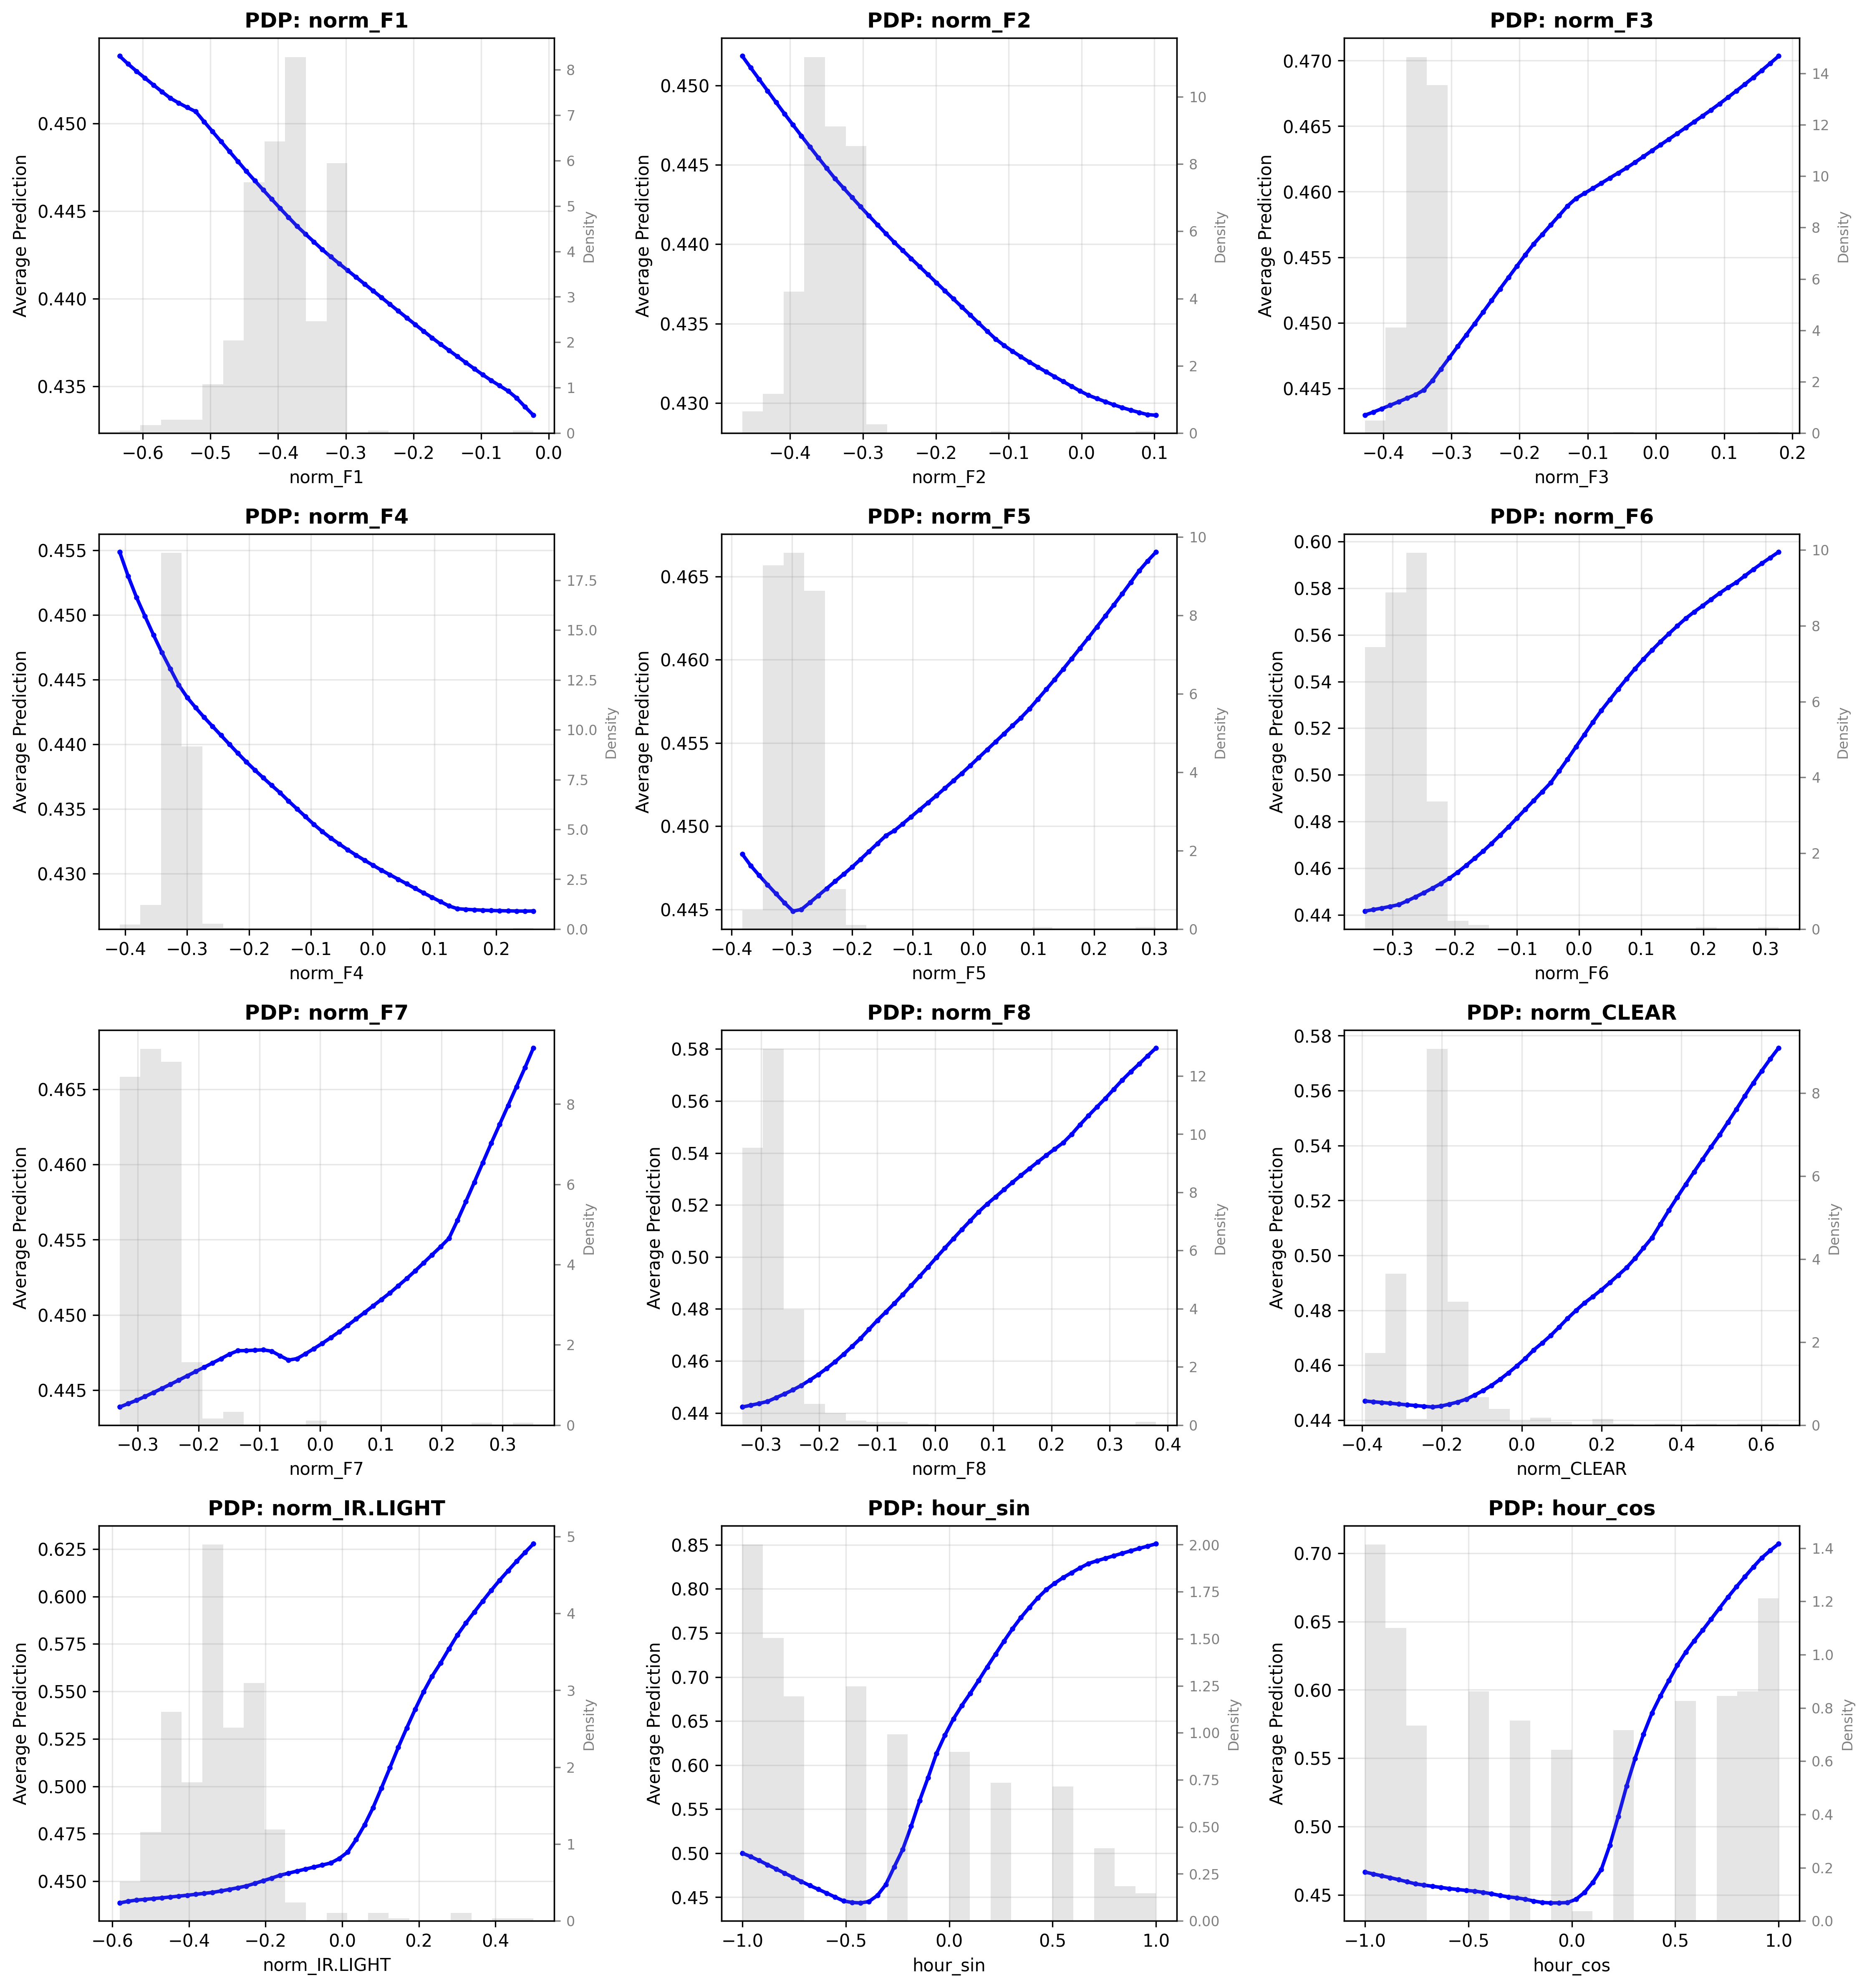 PDP: norm_F1
Average Prediction
0.450
0.445
0.440
0.435
8
7
6
5
4
3
2
1
0
Density
−0.6 −0.5 −0.4 −0.3 −0.2 −0.1 0.0
norm_F1
PDP: norm_F2
Average Prediction
0.450
0.445
0.440
0.435
0.430
10
8
6
4
2
0
Density
−0.4 −0.3 −0.2 −0.1 0.0 0.1
norm_F2
PDP: norm_F3
Average Prediction
0.470
0.465
0.460
0.455
0.450
0.445
14
12
10
8
6
4
2
0
Density
−0.4 −0.3 −0.2 −0.1 0.0 0.1 0.2
norm_F3
PDP: norm_F4
Average Prediction
0.455
0.450
0.445
0.440
0.435
0.430
17.5
15.0
12.5
10.0
7.5
5.0
2.5
0.0
Density
−0.4 −0.3 −0.2 −0.1 0.0 0.1 0.2
norm_F4
PDP: norm_F5
Average Prediction
0.465
0.460
0.455
0.450
0.445
10
8
6
4
2
0
Density
−0.4 −0.3 −0.2 −0.1 0.0 0.1 0.2 0.3
norm_F5
PDP: norm_F6
Average Prediction
0.60
0.58
0.56
0.54
0.52
0.50
0.48
0.46
0.44
10
8
6
4
2
0
Density
−0.3 −0.2 −0.1 0.0 0.1 0.2 0.3
norm_F6
PDP: norm_F7
Average Prediction
0.465
0.460
0.455
0.450
0.445
8
6
4
2
0
Density
−0.3 −0.2 −0.1 0.0 0.1 0.2 0.3
norm_F7
PDP: norm_F8
Average Prediction
0.58
0.56
0.54
0.52
0.50
0.48
0.46
0.44
12
10
8
6
4
2
0
Density
−0.3 −0.2 −0.1 0.0 0.1 0.2 0.3 0.4
norm_F8
PDP: norm_CLEAR
Average Prediction
0.58
0.56
0.54
0.52
0.50
0.48
0.46
0.44
8
6
4
2
0
Density
−0.4 −0.2 0.0 0.2 0.4 0.6
norm_CLEAR
PDP: norm_IR.LIGHT
Average Prediction
0.625
0.600
0.575
0.550
0.525
0.500
0.475
0.450
5
4
3
2
1
0
Density
−0.6 −0.4 −0.2 0.0 0.2 0.4
norm_IR.LIGHT
PDP: hour_sin
Average Prediction
0.85
0.80
0.75
0.70
0.65
0.60
0.55
0.50
0.45
2.00
1.75
1.50
1.25
1.00
0.75
0.50
0.25
0.00
Density
−1.0 −0.5 0.0 0.5 1.0
hour_sin
PDP: hour_cos
Average Prediction
0.70
0.65
0.60
0.55
0.50
0.45
1.4
1.2
1.0
0.8
0.6
0.4
0.2
0.0
Density
−1.0 −0.5 0.0 0.5 1.0
hour_cos